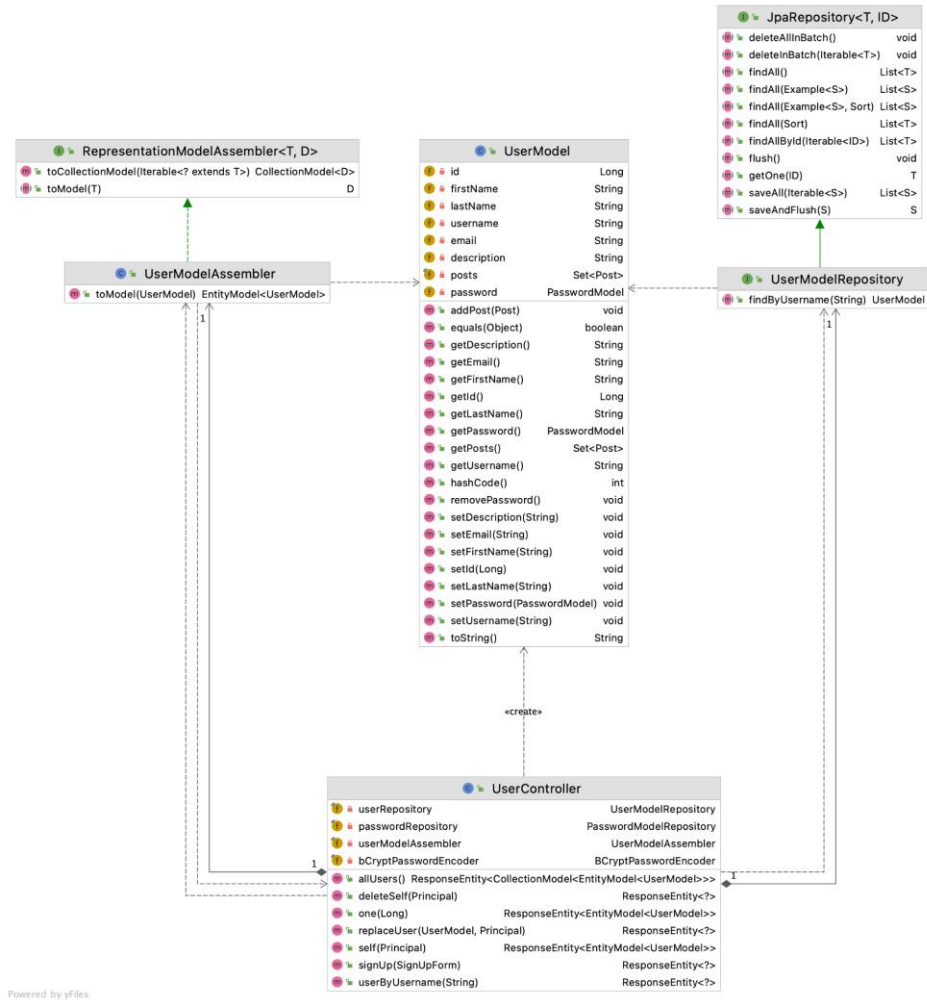 JpaRepository<T, ID>
deleteAllInBatch() void
deleteInBatch(Iterable<T>) void
findAll() List<T>
findAll(Example<S>) List<S>
findAll(Example<S>, Sort) List<S>
findAll(Sort) List<T>
findAllById(Iterable<ID>) List<T>
flush() void
getOne(ID) T
saveAll(Iterable<S>) List<S>
saveAndFlush(S) S
RepresentationModelAssembler<T, D>
toCollectionModel(Iterable<? extends T>) CollectionModel<D>
toModel(T) D
UserModel
id Long
firstName String
lastName String
username String
email String
description String
posts Set<Post>
password PasswordModel
addPost(Post) void
equals(Object) boolean
getDescription() String
getEmail() String
getFirstName() String
getId() Long
getLastName() String
getPassword() PasswordModel
getPosts() Set<Post>
getUsername() String
hashCode() int
removePassword() void
setDescription(String) void
setEmail(String) void
setFirstName(String) void
setId(Long) void
setLastName(String) void
setPassword(PasswordModel) void
setUsername(String) void
toString() String
UserModelAssembler
toModel(UserModel) EntityModel<UserModel>
1
UserModelRepository
findByUsername(String) UserModel
1
«create»
UserController
userRepository UserModelRepository
passwordRepository PasswordModelRepository
userModelAssembler UserModelAssembler
bCryptPasswordEncoder BCryptPasswordEncoder
1
1
allUsers() ResponseEntity<CollectionModel<EntityModel<UserModel>>>
deleteSelf(Principal) ResponseEntity<?>
one(Long) ResponseEntity<EntityModel<UserModel>>
replaceUser(UserModel, Principal) ResponseEntity<?>
self(Principal) ResponseEntity<EntityModel<UserModel>>
signUp(SignUpForm) ResponseEntity<?>
userByUsername(String) ResponseEntity<?>
Powered by yFiles